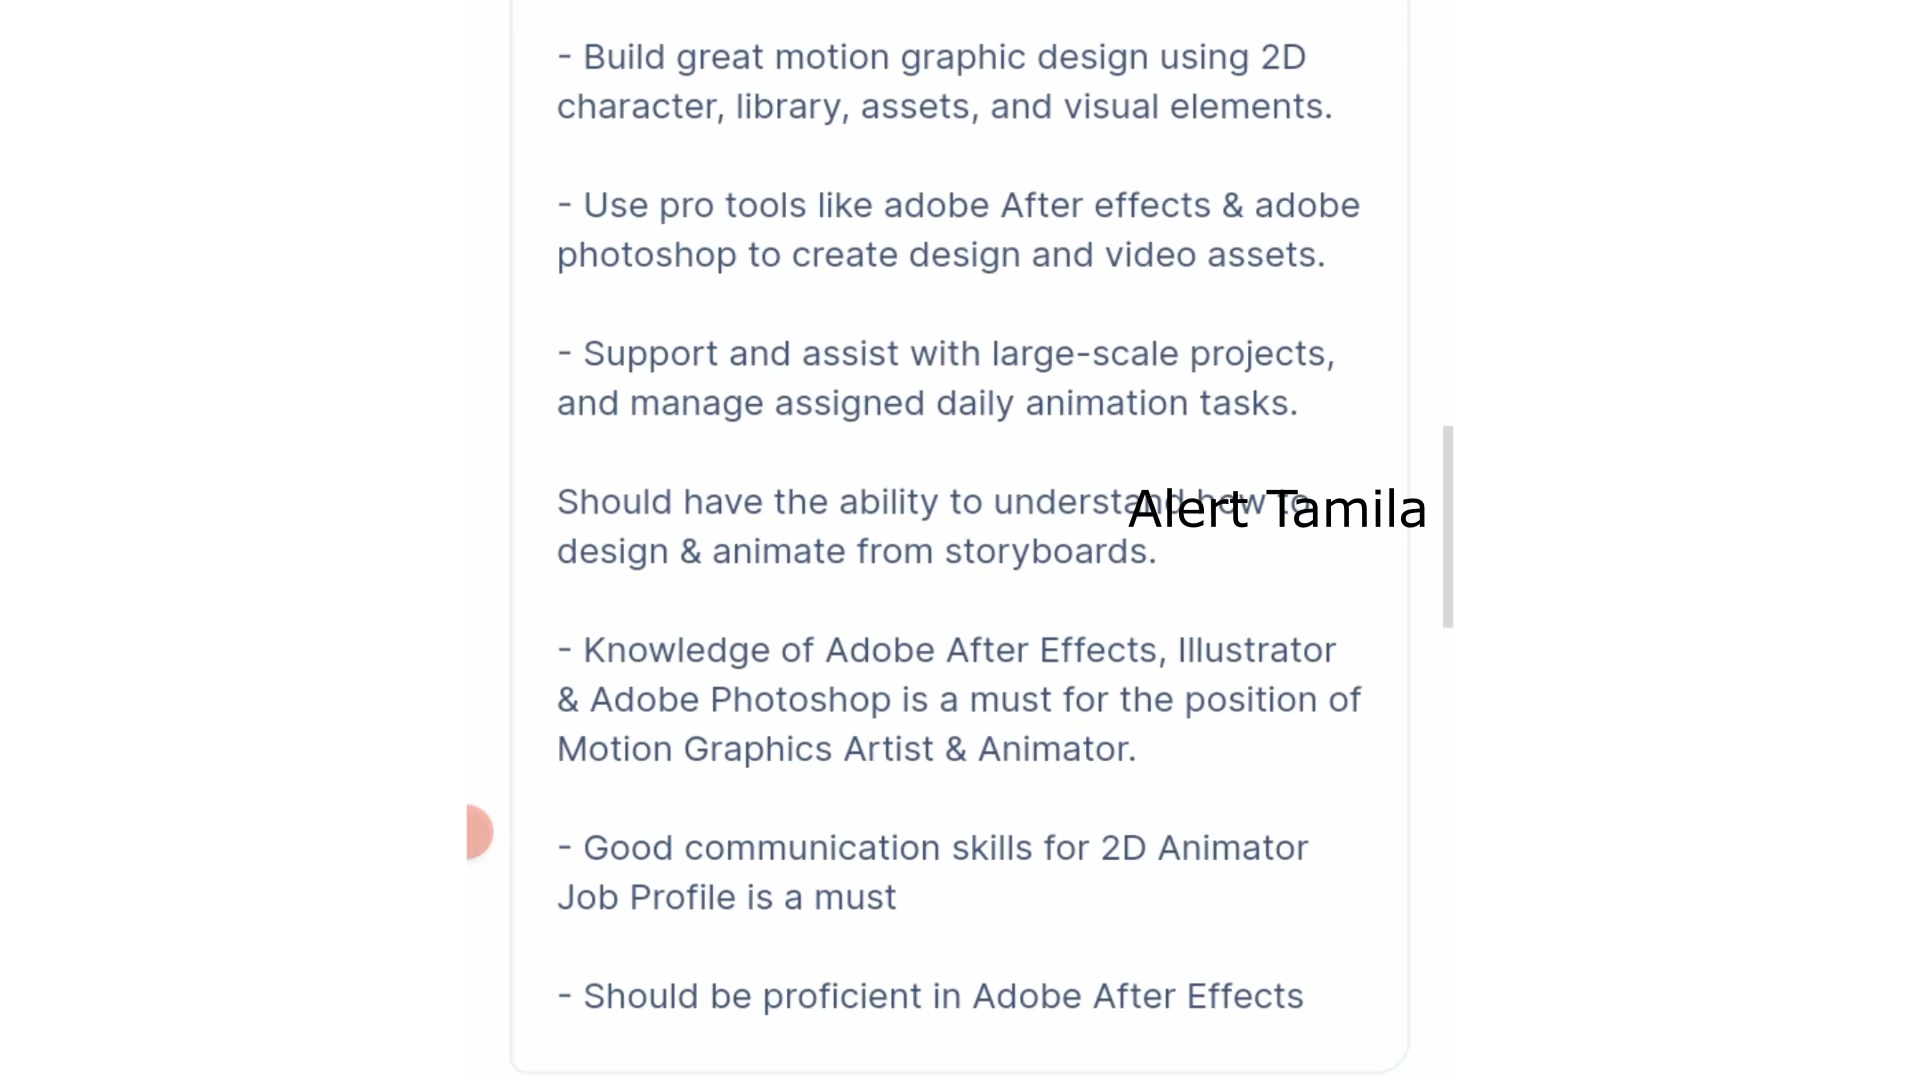 - Build great motion graphic design using 2D
character, library, assets, and visual elements.
- Use pro tools like adobe After effects & adobe
photoshop to create design and video assets.
- Support and assist with large-scale projects,
and manage assigned daily animation tasks.
Should have the ability to understand how to
Alert Tamila
design & animate from storyboards.
- Knowledge of Adobe After Effects, Illustrator
& Adobe Photoshop is a must for the position of
Motion Graphics Artist & Animator.
- Good communication skills for 2D Animator
Job Profile is a must
- Should be proficient in Adobe After Effects